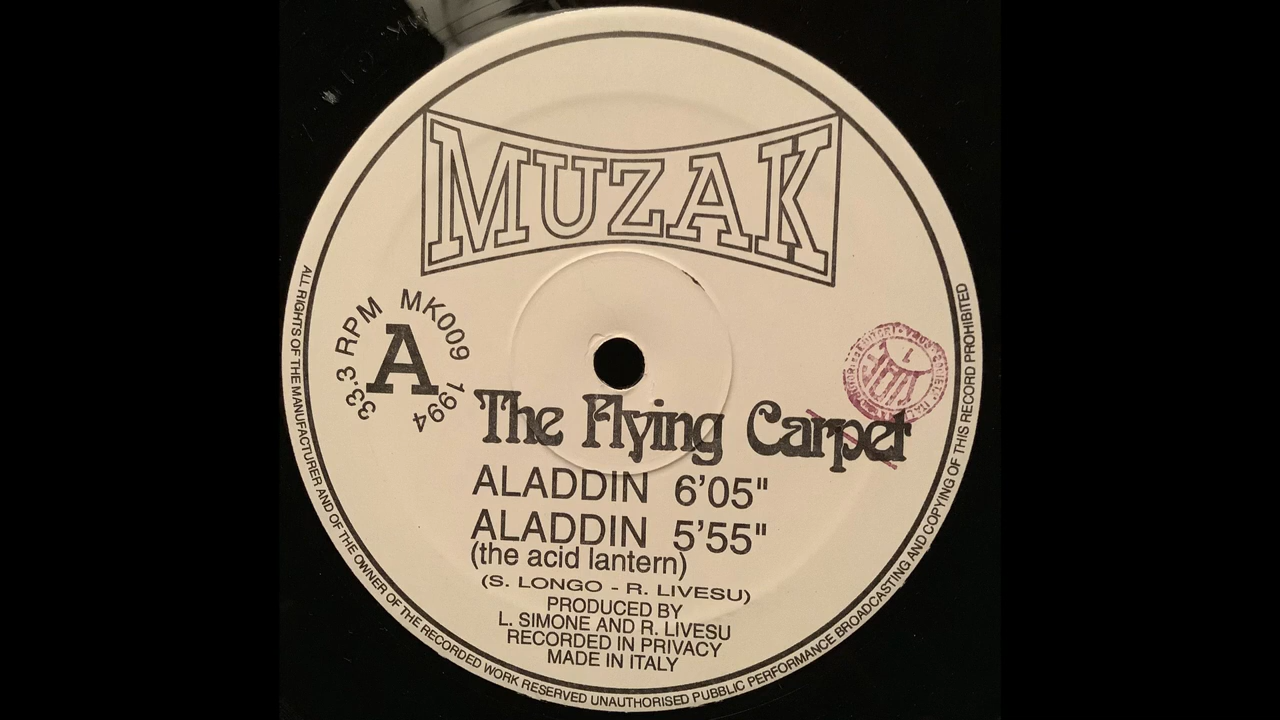 MUZAK
33.3 RPM MK009 1994
A
The Flying Carpet
ALADDIN 6'05"
ALADDIN 5'55"
(the acid lantern)
(S. LONGO - R. LIVESU)
PRODUCED BY
L. SIMONE AND R. LIVESU
RECORDED IN PRIVACY
MADE IN ITALY
ALL RIGHTS OF THE MANUFACTURER AND OF THE OWNER OF THE RECORDED WORK RESERVED UNAUTHORISED PUBBLIC PERFORMANCE BROADCASTING AND COPYING OF THIS RECORD PROHIBITED